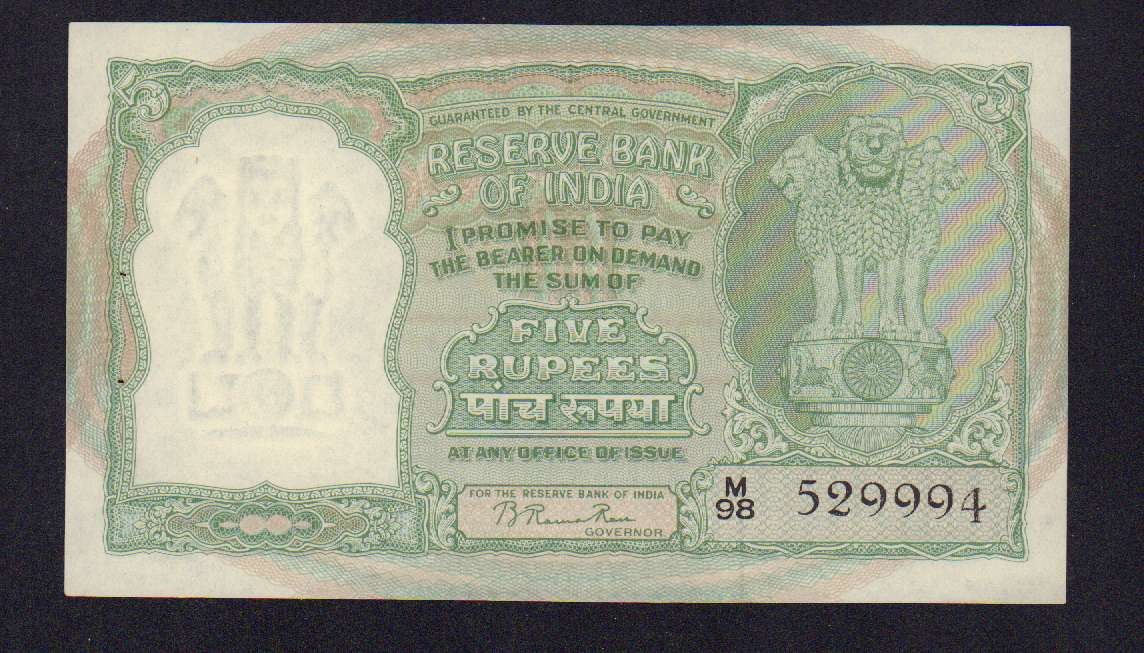 5
5
GUARANTEED BY THE CENTRAL GOVERNMENT
RESERVE BANK
OF INDIA
I PROMISE TO PAY
THE BEARER ON DEMAND
THE SUM OF
FIVE
RUPEES
पांच रूपया
AT ANY OFFICE OF ISSUE
FOR THE RESERVE BANK OF INDIA
B Rama Rau
GOVERNOR
M
98 529994